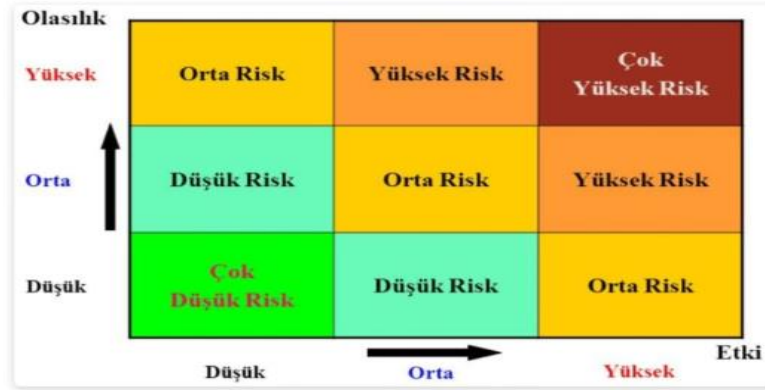 Olasılık
Yüksek
Orta Risk
Yüksek Risk
Çok
Yüksek Risk
Orta
Düşük Risk
Orta Risk
Yüksek Risk
Düşük
Çok
Düşük Risk
Düşük Risk
Orta Risk
Etki
Düşük
Orta
Yüksek